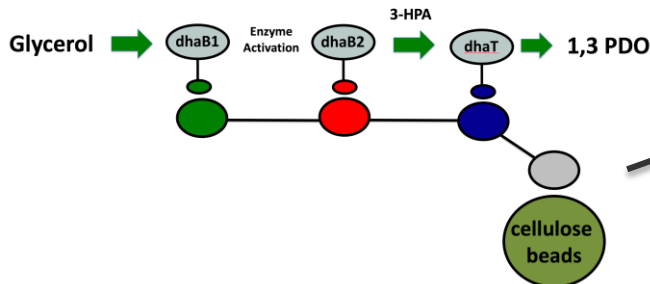 3-HPA
Glycerol
dhaB1
Enzyme
Activation
dhaB2
dhaT
1,3 PDO
cellulose
beads